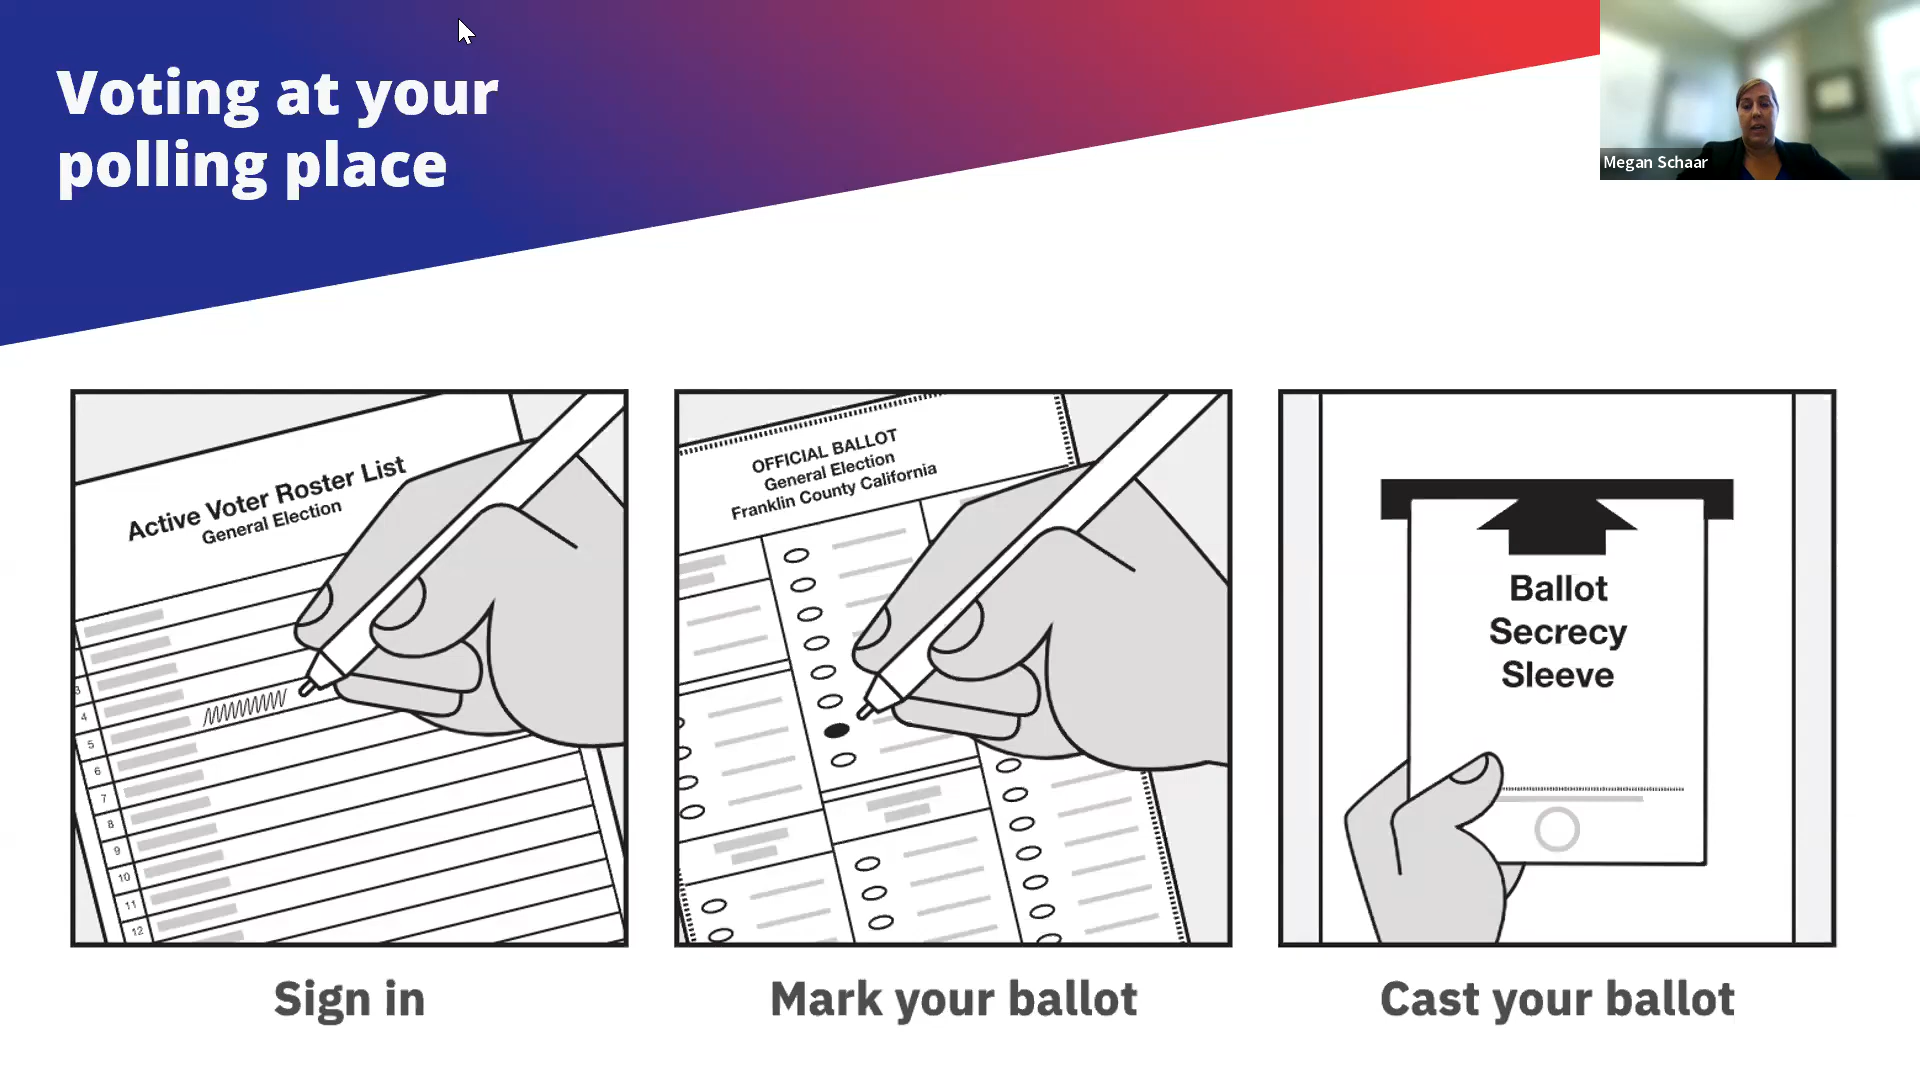 Voting at your
polling place
Megan Schaar
Active Voter Roster List
General Election
3
4
5
6
7
8
9
10
11
12
OFFICIAL BALLOT
General Election
Franklin County California
Ballot
Secrecy
Sleeve
Sign in
Mark your ballot
Cast your ballot